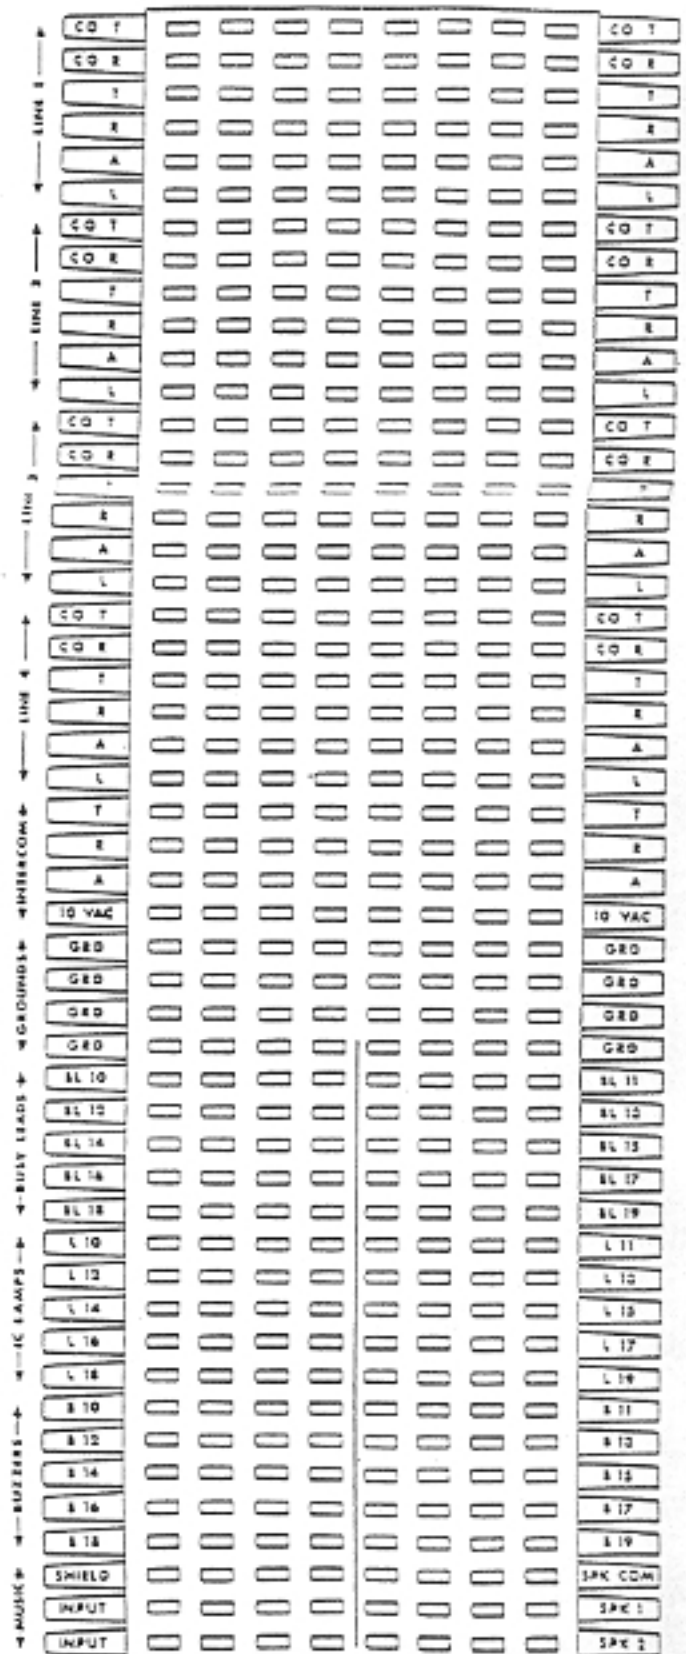 LINE 1
CO T CO T
CO R CO R
T T
R R
A A
L L
LINE 2
CO T CO T
CO R CO R
T T
R R
A A
L L
LINE 3
CO T CO T
CO R CO R
R R
A A
L L
LINE 4
CO T CO T
CO R CO R
T T
R R
A A
L L
INTERCOM
T T
R R
A A
10 VAC 10 VAC
GROUNDS
GRD GRD
GRD GRD
GRD GRD
GRD GRD
BUSY LEADS
BL 10 BL 11
BL 12 BL 13
BL 14 BL 15
BL 16 BL 17
BL 18 BL 19
IC LAMPS
L 10 L 11
L 12 L 13
L 14 L 15
L 16 L 17
L 18 L 19
BUZZERS
B 10 B 11
B 12 B 13
B 14 B 15
B 16 B 17
B 18 B 19
MUSIC
SHIELD SPK COM
INPUT SPK 1
INPUT SPK 2